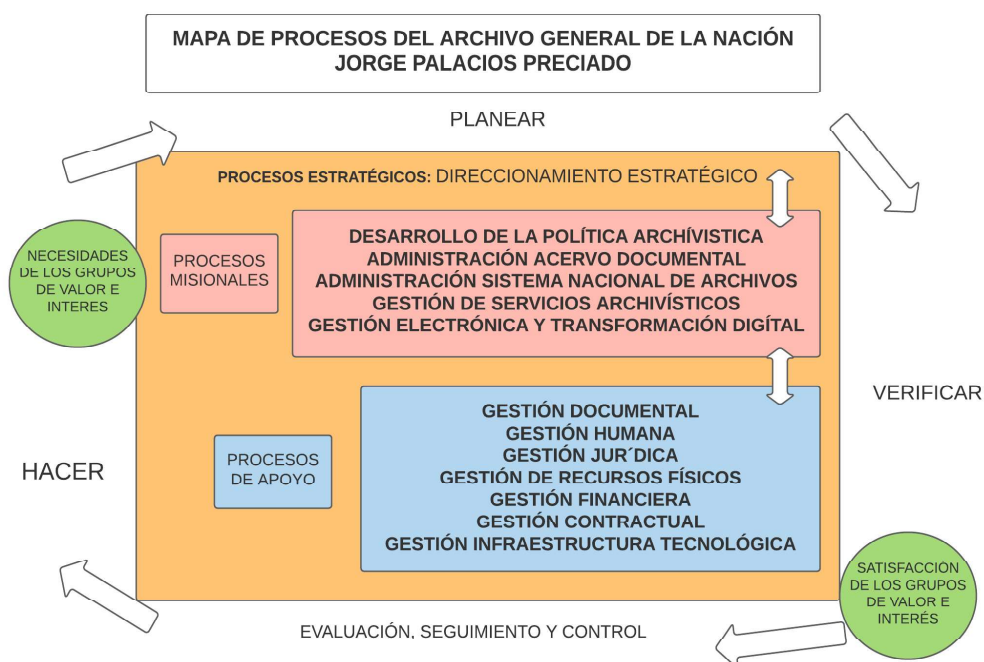 MAPA DE PROCESOS DEL ARCHIVO GENERAL DE LA NACIÓN
JORGE PALACIOS PRECIADO
PLANEAR
PROCESOS ESTRATÉGICOS: DIRECCIONAMIENTO ESTRATÉGICO
NECESIDADES
DE LOS GRUPOS
DE VALOR E
INTERES
PROCESOS
MISIONALES
DESARROLLO DE LA POLÍTICA ARCHÍVISTICA
ADMINISTRACIÓN ACERVO DOCUMENTAL
ADMINISTRACIÓN SISTEMA NACIONAL DE ARCHIVOS
GESTIÓN DE SERVICIOS ARCHIVÍSTICOS
GESTIÓN ELECTRÓNICA Y TRANSFORMACIÓN DIGÍTAL
VERIFICAR
HACER
PROCESOS
DE APOYO
GESTIÓN DOCUMENTAL
GESTIÓN HUMANA
GESTIÓN JUR´DICA
GESTIÓN DE RECURSOS FÍSICOS
GESTIÓN FINANCIERA
GESTIÓN CONTRACTUAL
GESTIÓN INFRAESTRUCTURA TECNOLÓGICA
SATISFACCIÓN
DE LOS GRUPOS
DE VALOR E
INTERÉS
EVALUACIÓN, SEGUIMIENTO Y CONTROL